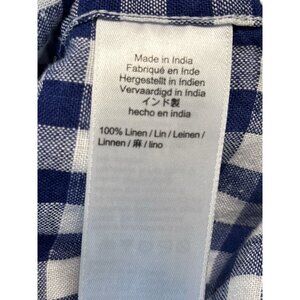 Made in India
Fabriqué en Inde
Hergestellt in Indien
Vervaardigd in India
インド製
hecho en india
100% Linen / Lin / Leinen /
Linnen / 麻 / lino